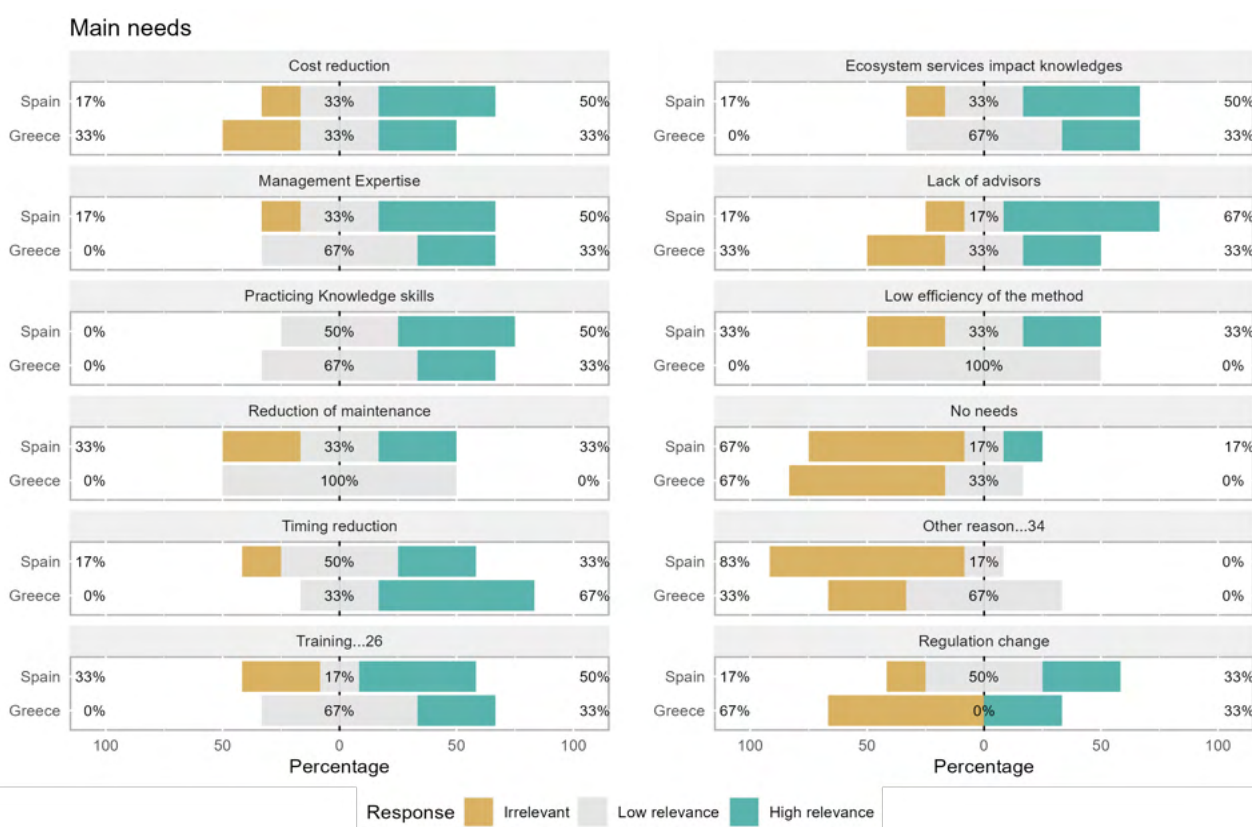 Main needs
Cost reduction
Spain 17% 33% 50%
Greece 33% 33% 33%
Management Expertise
Spain 17% 33% 50%
Greece 0% 67% 33%
Practicing Knowledge skills
Spain 0% 50% 50%
Greece 0% 67% 33%
Reduction of maintenance
Spain 33% 33% 33%
Greece 0% 100% 0%
Timing reduction
Spain 17% 50% 33%
Greece 0% 33% 67%
Training...26
Spain 33% 17% 50%
Greece 0% 67% 33%
100 50 0 50 100
Percentage
Ecosystem services impact knowledges
Spain 17% 33% 50%
Greece 0% 67% 33%
Lack of advisors
Spain 17% 17% 67%
Greece 33% 33% 33%
Low efficiency of the method
Spain 33% 33% 33%
Greece 0% 100% 0%
No needs
Spain 67% 17% 17%
Greece 67% 33% 0%
Other reason...34
Spain 83% 17% 0%
Greece 33% 67% 0%
Regulation change
Spain 17% 50% 33%
Greece 67% 0% 33%
100 50 0 50 100
Percentage
Response Irrelevant Low relevance High relevance